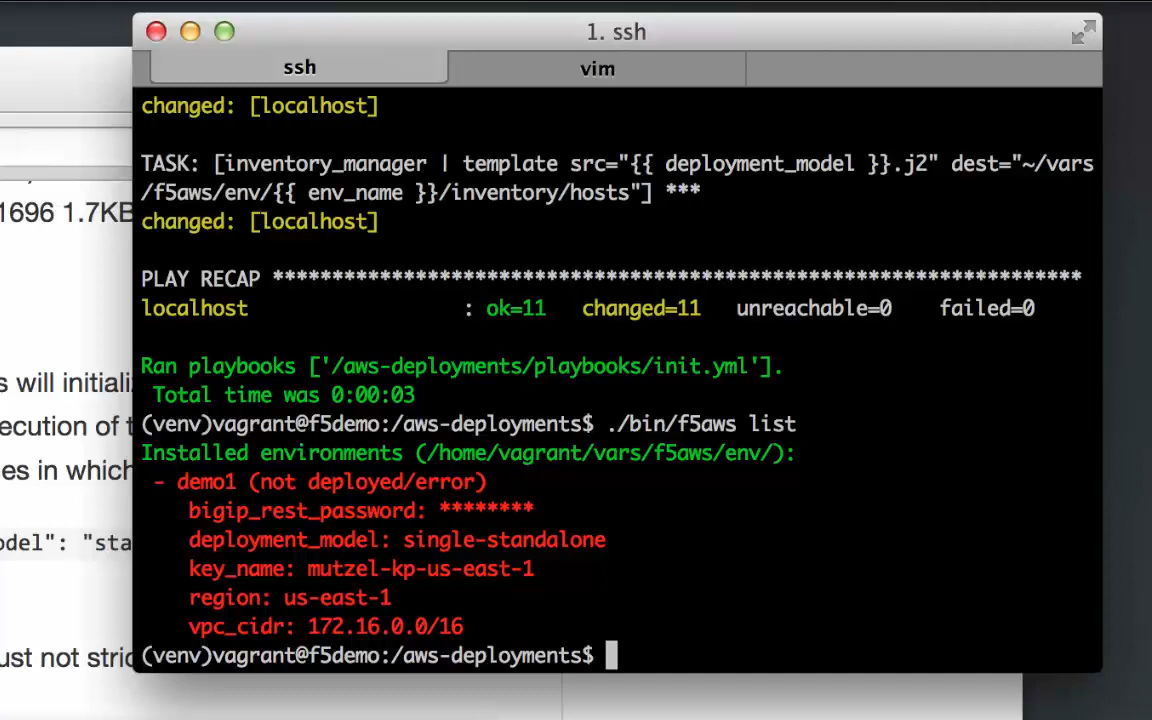 1. ssh
ssh
vim
changed: [localhost]
TASK: [inventory_manager | template src="{{ deployment_model }}.j2" dest="~/vars
/f5aws/env/{{ env_name }}/inventory/hosts"] ***
changed: [localhost]
PLAY RECAP ********************************************************************
localhost : ok=11 changed=11 unreachable=0 failed=0
Ran playbooks ['/aws-deployments/playbooks/init.yml'].
Total time was 0:00:03
(venv)vagrant@f5demo:/aws-deployments$ ./bin/f5aws list
Installed environments (/home/vagrant/vars/f5aws/env/):
- demo1 (not deployed/error)
bigip_rest_password: ********
deployment_model: single-standalone
key_name: mutzel-kp-us-east-1
region: us-east-1
vpc_cidr: 172.16.0.0/16
(venv)vagrant@f5demo:/aws-deployments$
1696 1.7KB
s will initiali
ecution of t
es in which
odel": "sta
ust not stric